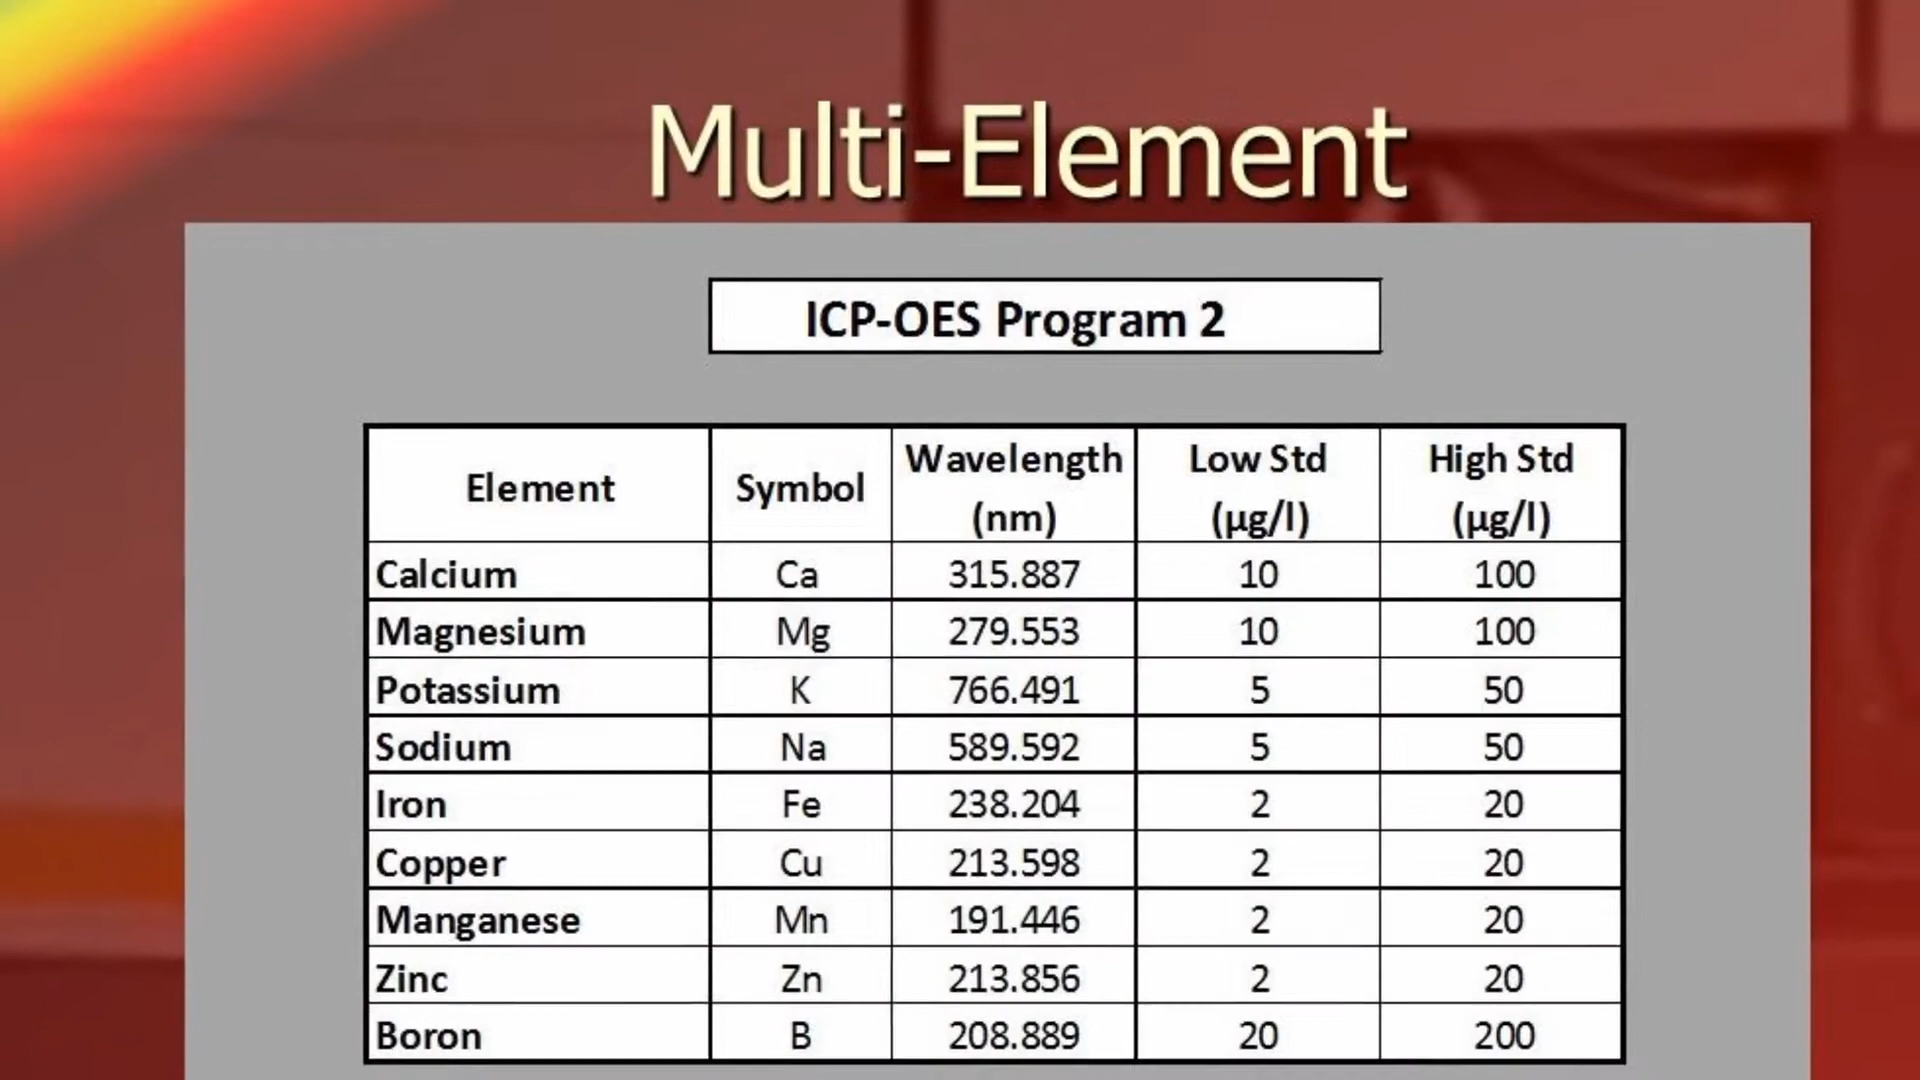 Multi-Element
ICP-OES Program 2
Element Symbol Wavelength (nm) Low Std (µg/l) High Std (µg/l)
Calcium Ca 315.887 10 100
Magnesium Mg 279.553 10 100
Potassium K 766.491 5 50
Sodium Na 589.592 5 50
Iron Fe 238.204 2 20
Copper Cu 213.598 2 20
Manganese Mn 191.446 2 20
Zinc Zn 213.856 2 20
Boron B 208.889 20 200